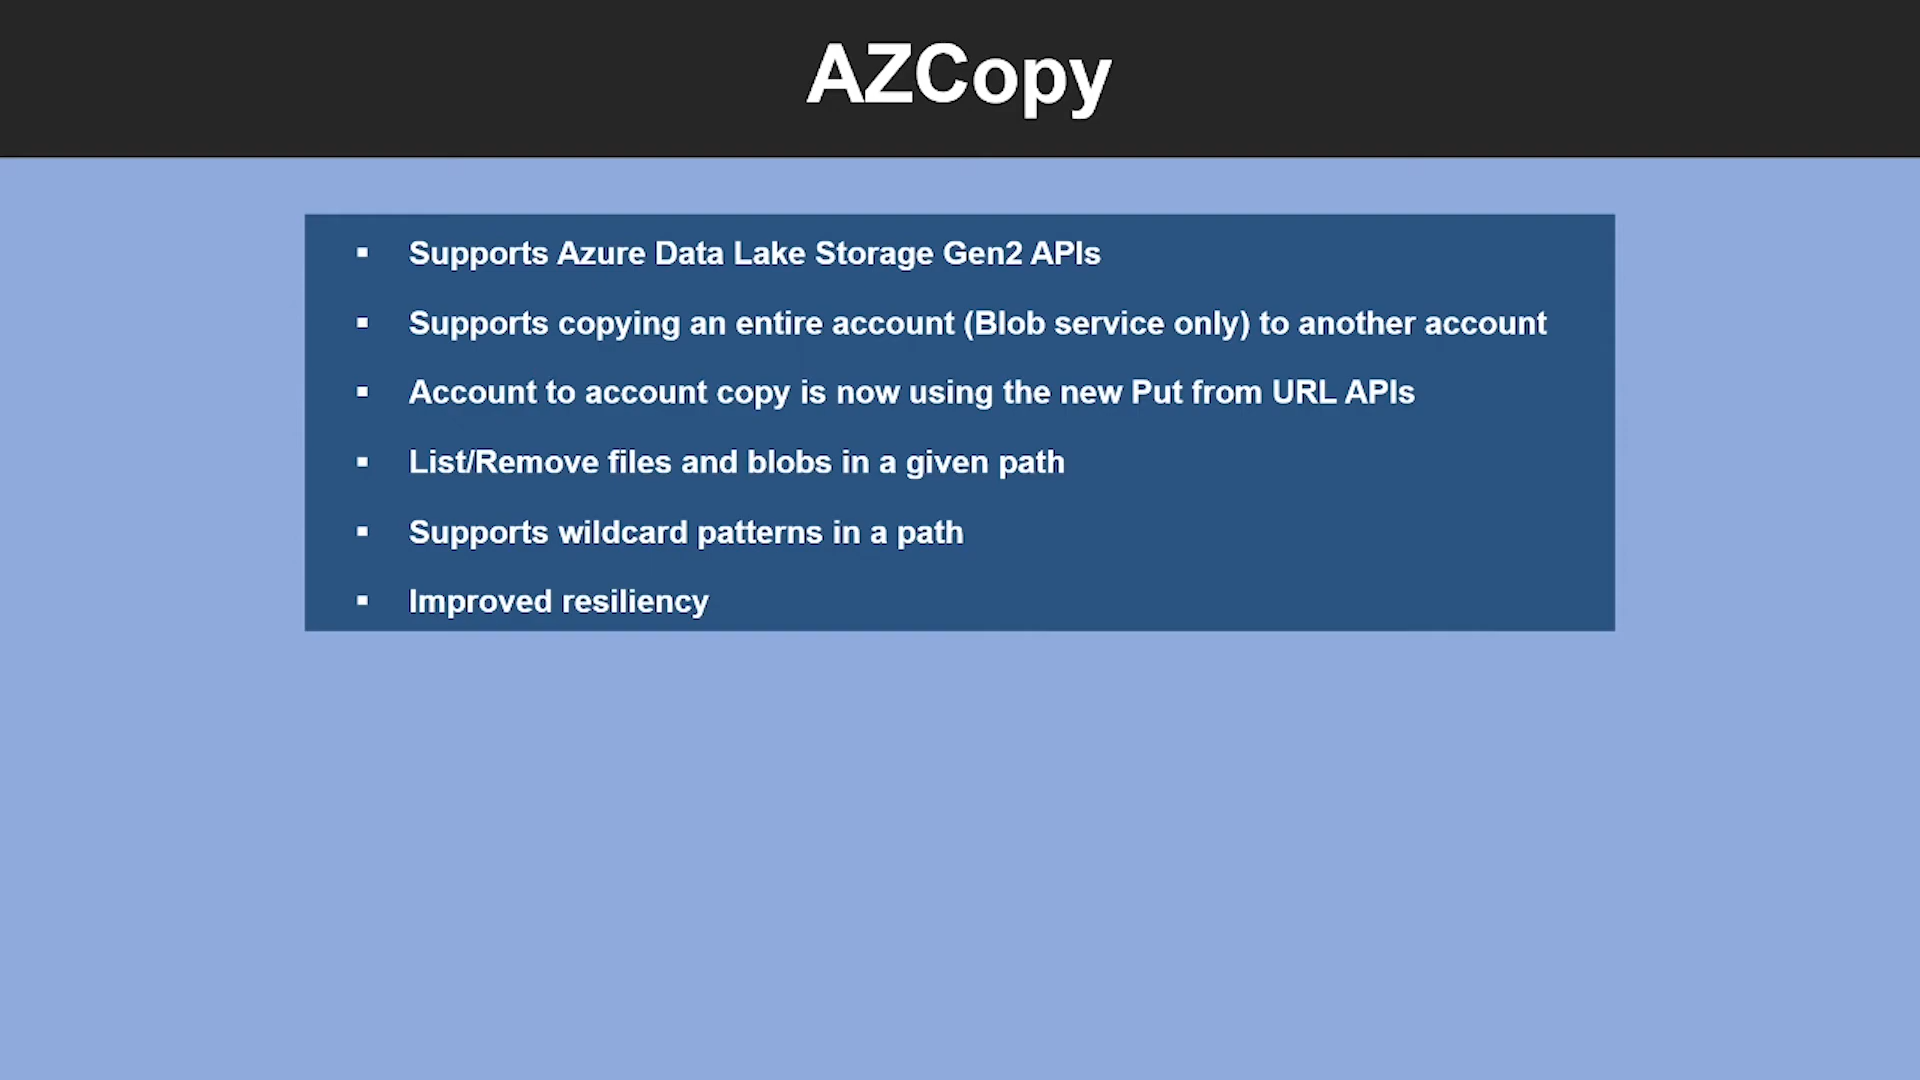 AZCopy
▪ Supports Azure Data Lake Storage Gen2 APIs
▪ Supports copying an entire account (Blob service only) to another account
▪ Account to account copy is now using the new Put from URL APIs
▪ List/Remove files and blobs in a given path
▪ Supports wildcard patterns in a path
▪ Improved resiliency